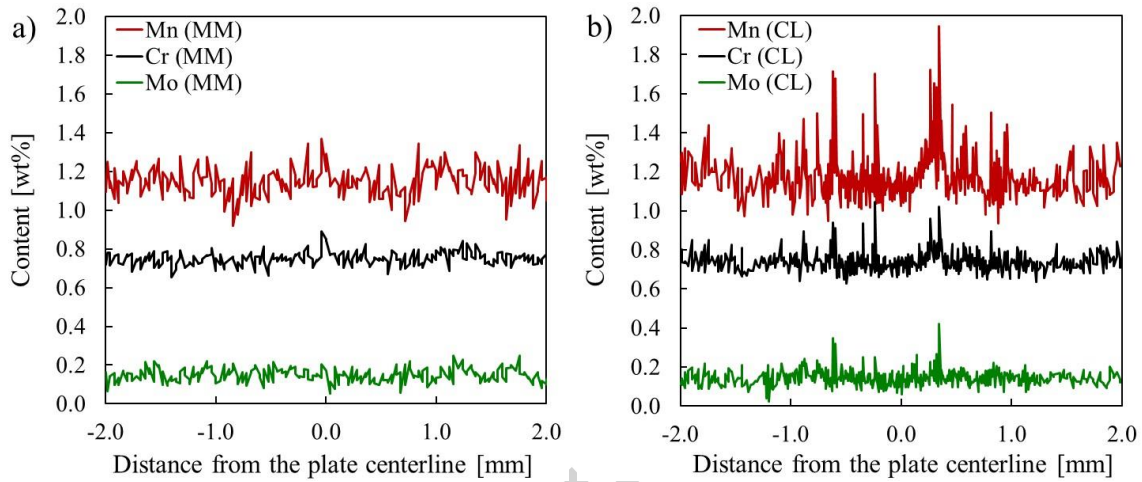 a)
Mn (MM)
Cr (MM)
Mo (MM)
2.0
1.8
1.6
1.4
1.2
1.0
0.8
0.6
0.4
0.2
0.0
Content [wt%]
-2.0 -1.0 0.0 1.0 2.0
Distance from the plate centerline [mm]
b)
Mn (CL)
Cr (CL)
Mo (CL)
2.0
1.8
1.6
1.4
1.2
1.0
0.8
0.6
0.4
0.2
0.0
Content [wt%]
-2.0 -1.0 0.0 1.0 2.0
Distance from the plate centerline [mm]